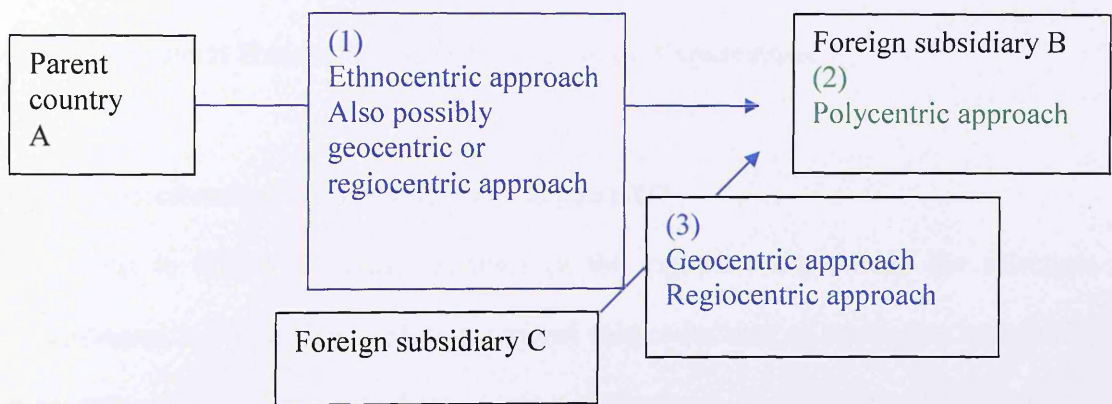 Parent
country
A
(1)
Ethnocentric approach
Also possibly
geocentric or
regiocentric approach
Foreign subsidiary B
(2)
Polycentric approach
(3)
Geocentric approach
Regiocentric approach
Foreign subsidiary C